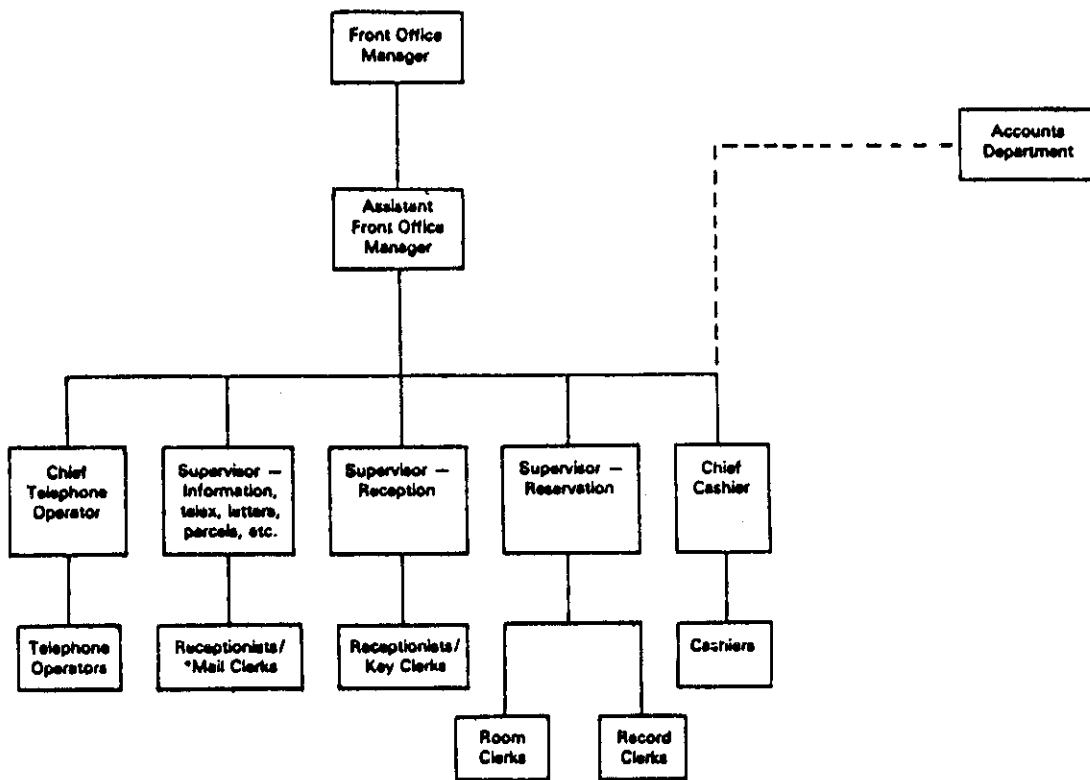 Front Office
Manager
Accounts
Department
Assistant
Front Office
Manager
Chief
Telephone
Operator
Supervisor —
Information,
telex, letters,
parcels, etc.
Supervisor —
Reception
Supervisor —
Reservation
Chief
Cashier
Telephone
Operators
Receptionists/
*Mail Clerks
Receptionists/
Key Clerks
Cashiers
Room
Clerks
Record
Clerks